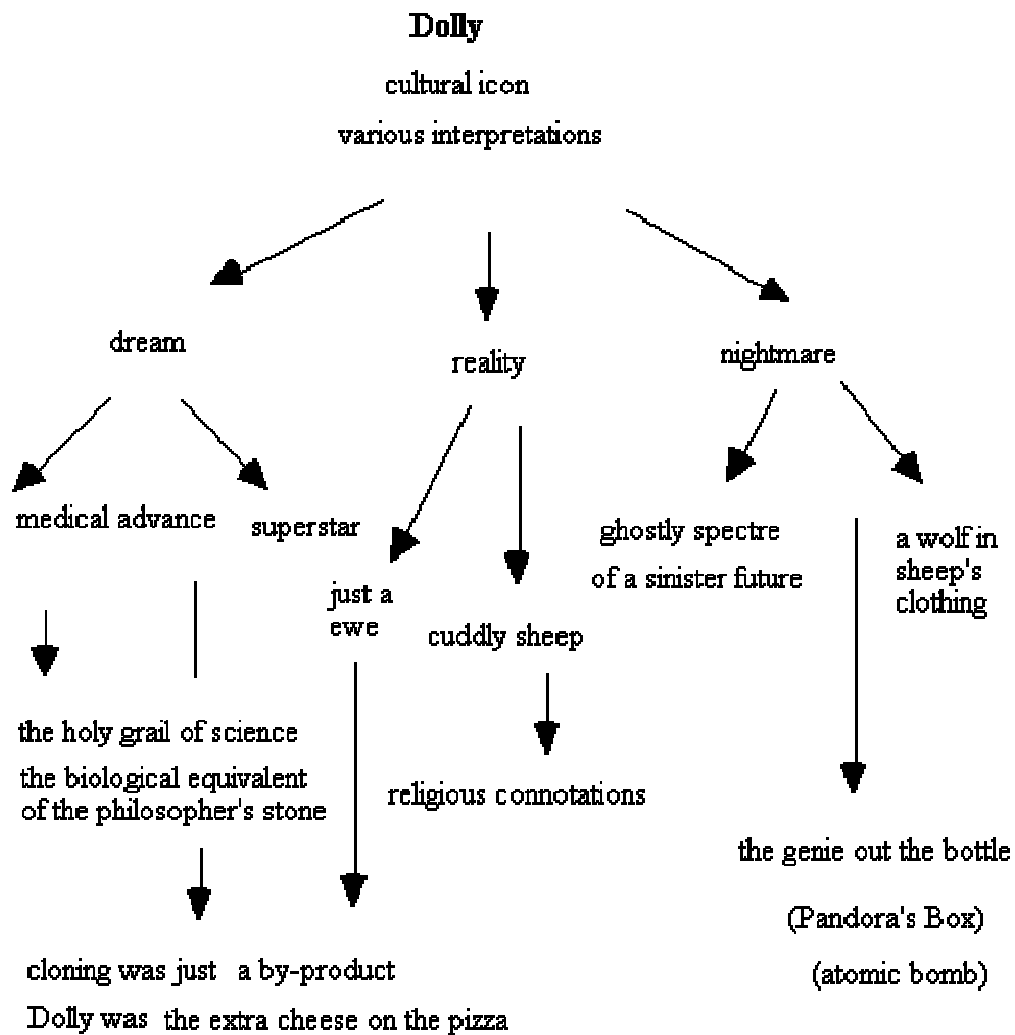 Dolly
cultural icon
various interpretations
dream
reality
nightmare
medical advance
superstar
just a
ewe
cuddly sheep
ghostly spectre
of a sinister future
a wolf in
sheep's
clothing
the holy grail of science
the biological equivalent
of the philosopher's stone
religious connotations
the genie out the bottle
(Pandora's Box)
(atomic bomb)
cloning was just a by-product
Dolly was the extra cheese on the pizza